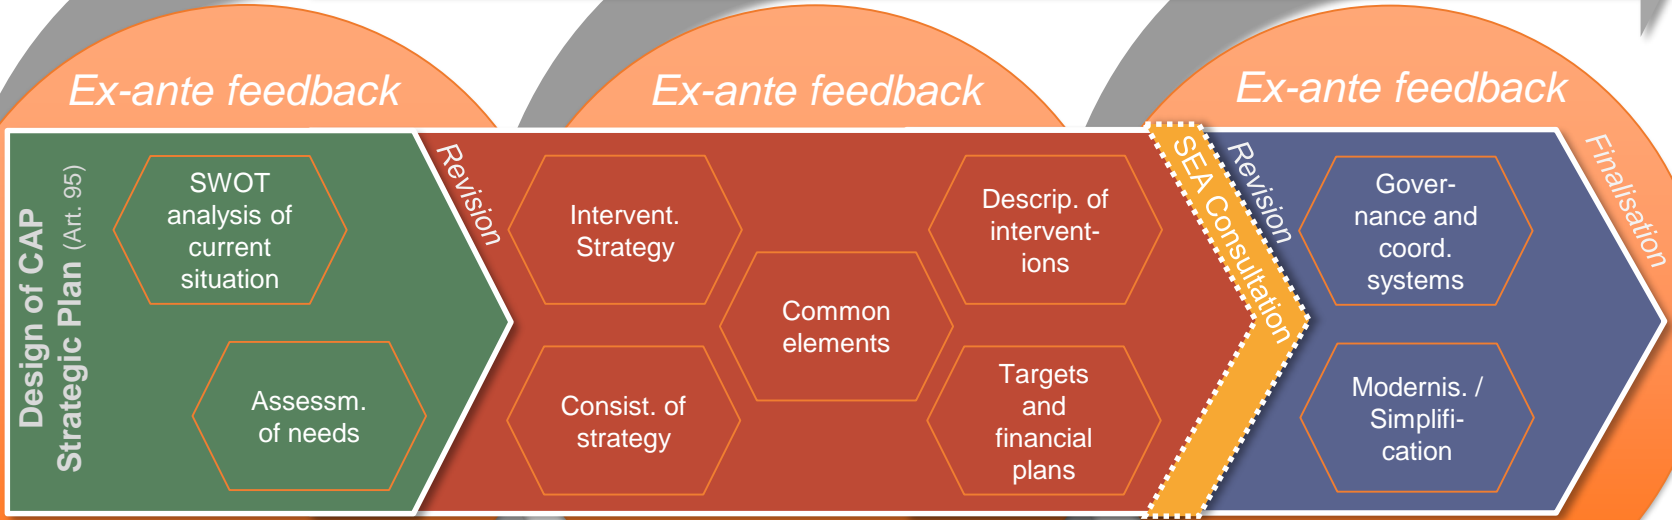 Ex-ante feedback
Ex-ante feedback
Ex-ante feedback
Design of CAP
Strategic Plan (Art. 95)
SWOT
analysis of
current
situation
Assessm.
of needs
Revision
Intervent.
Strategy
Consist. of
strategy
Common
elements
Descrip. of
intervent-
ions
Targets
and
financial
plans
SEA Consultation
Revision
Gover-
nance and
coord.
systems
Modernis. /
Simplifi-
cation
Finalisation